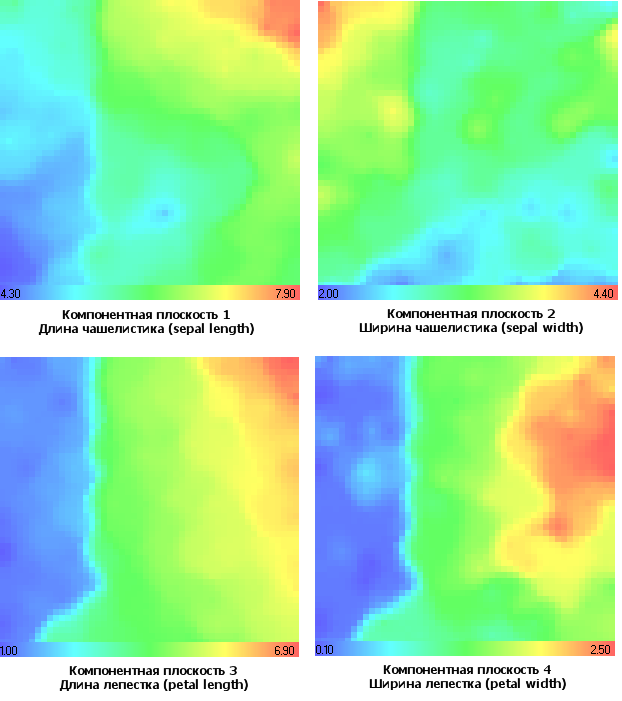 4.30 7.90
2.00 4.40
Компонентная плоскость 1
Длина чашелистика (sepal length)
Компонентная плоскость 2
Ширина чашелистика (sepal width)
1.00 6.90
0.10 2.50
Компонентная плоскость 3
Длина лепестка (petal length)
Компонентная плоскость 4
Ширина лепестка (petal width)